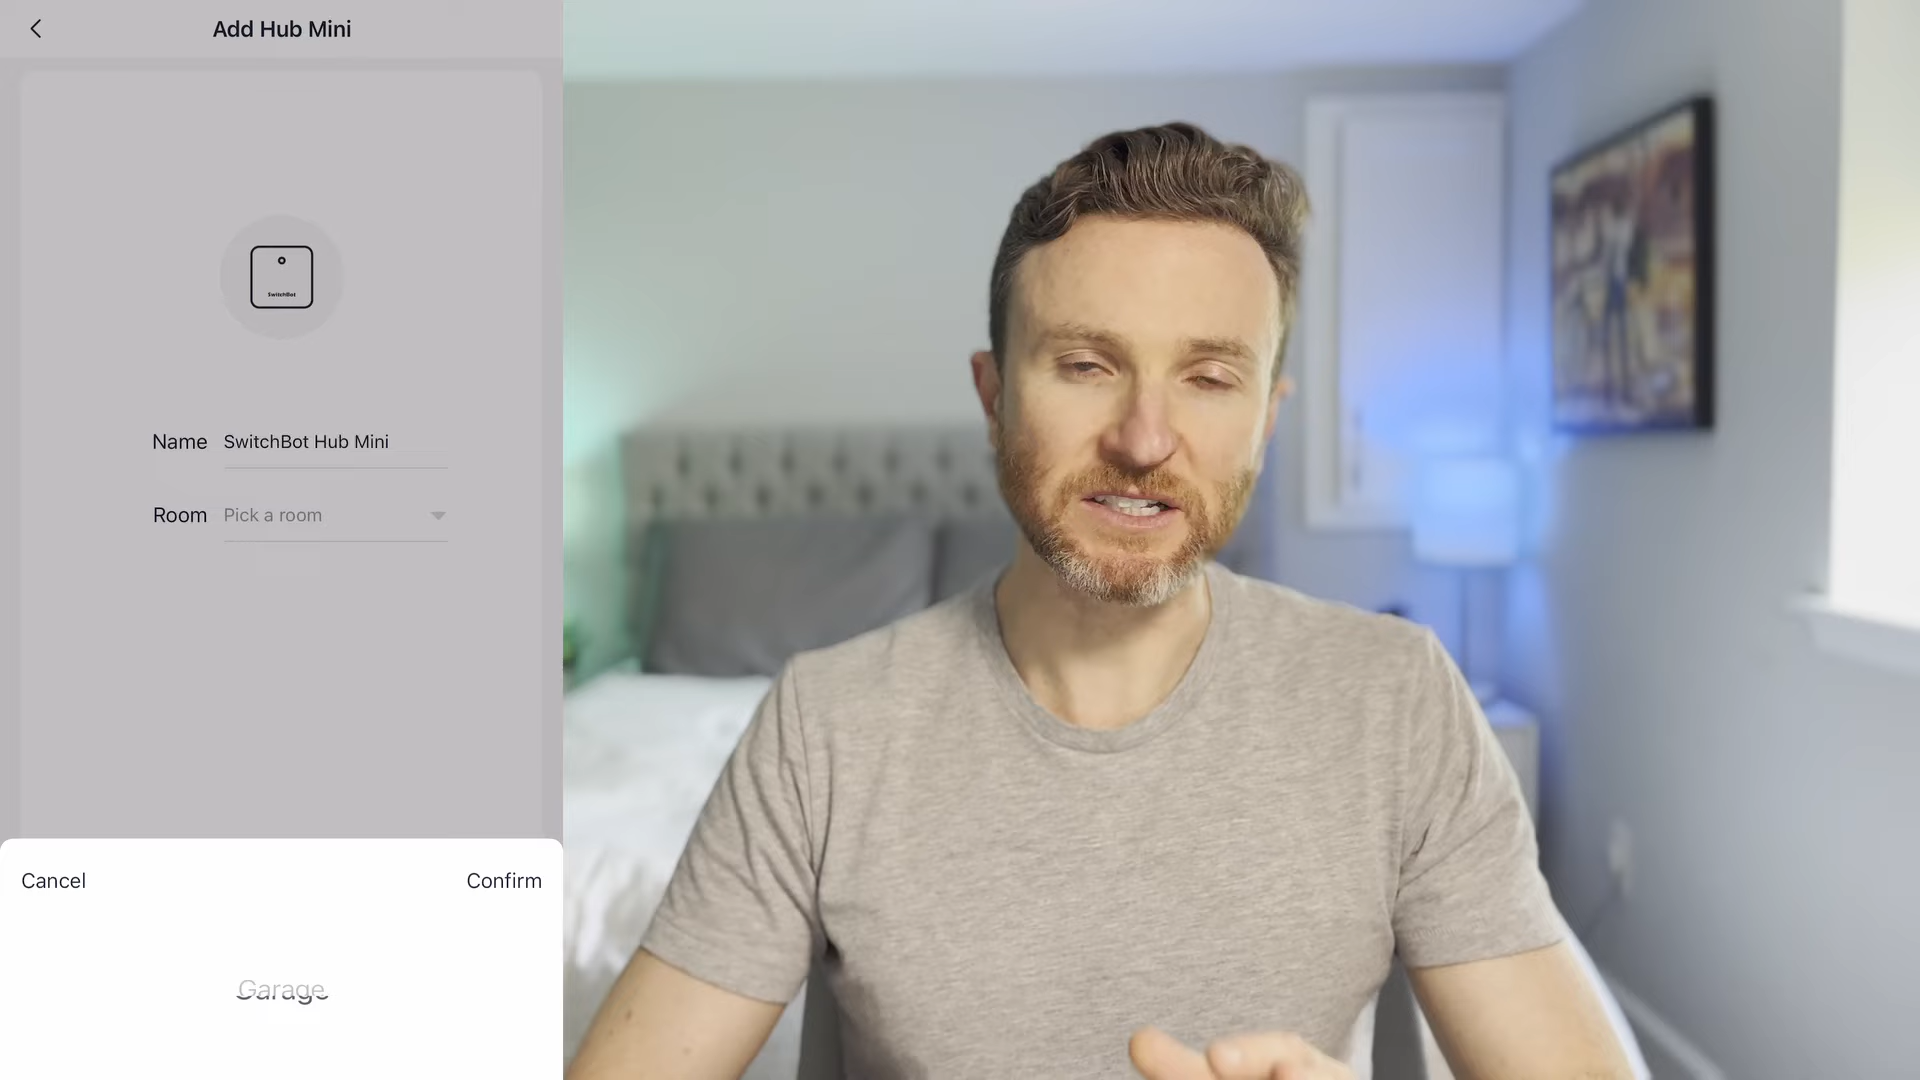 Add Hub Mini
SwitchBot
Name SwitchBot Hub Mini
Room Pick a room
Cancel Confirm
Garage